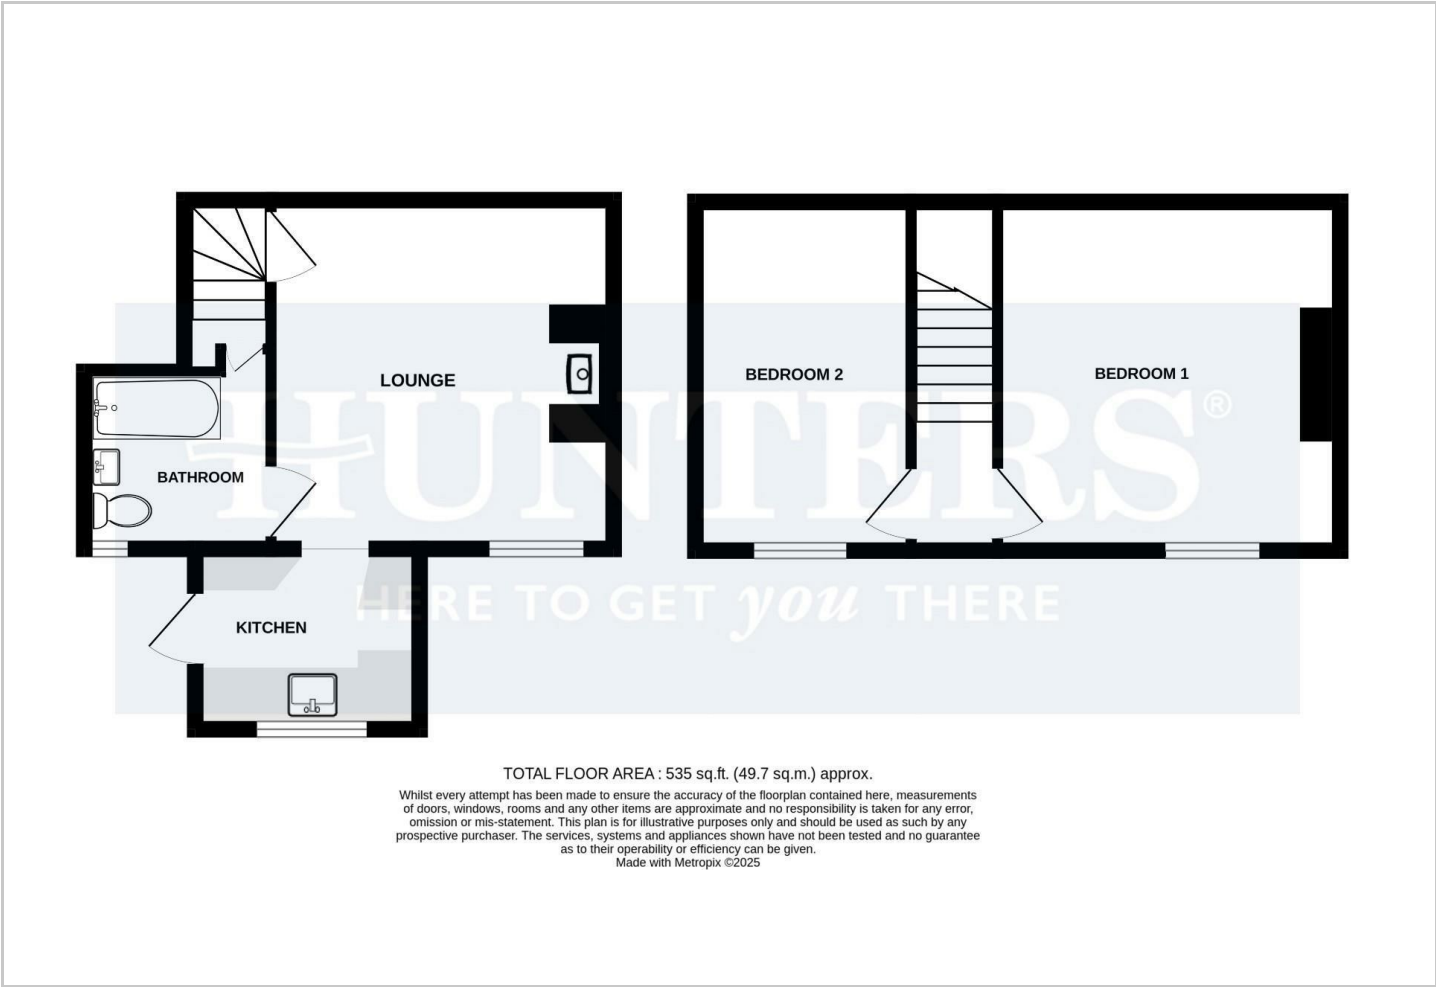 LOUNGE
BEDROOM 2
BEDROOM 1
HUNTERS®
BATHROOM
HERE TO GET you THERE
KITCHEN
TOTAL FLOOR AREA : 535 sq.ft. (49.7 sq.m.) approx.
Whilst every attempt has been made to ensure the accuracy of the floorplan contained here, measurements
of doors, windows, rooms and any other items are approximate and no responsibility is taken for any error,
omission or mis-statement. This plan is for illustrative purposes only and should be used as such by any
prospective purchaser. The services, systems and appliances shown have not been tested and no guarantee
as to their operability or efficiency can be given.
Made with Metropix ©2025